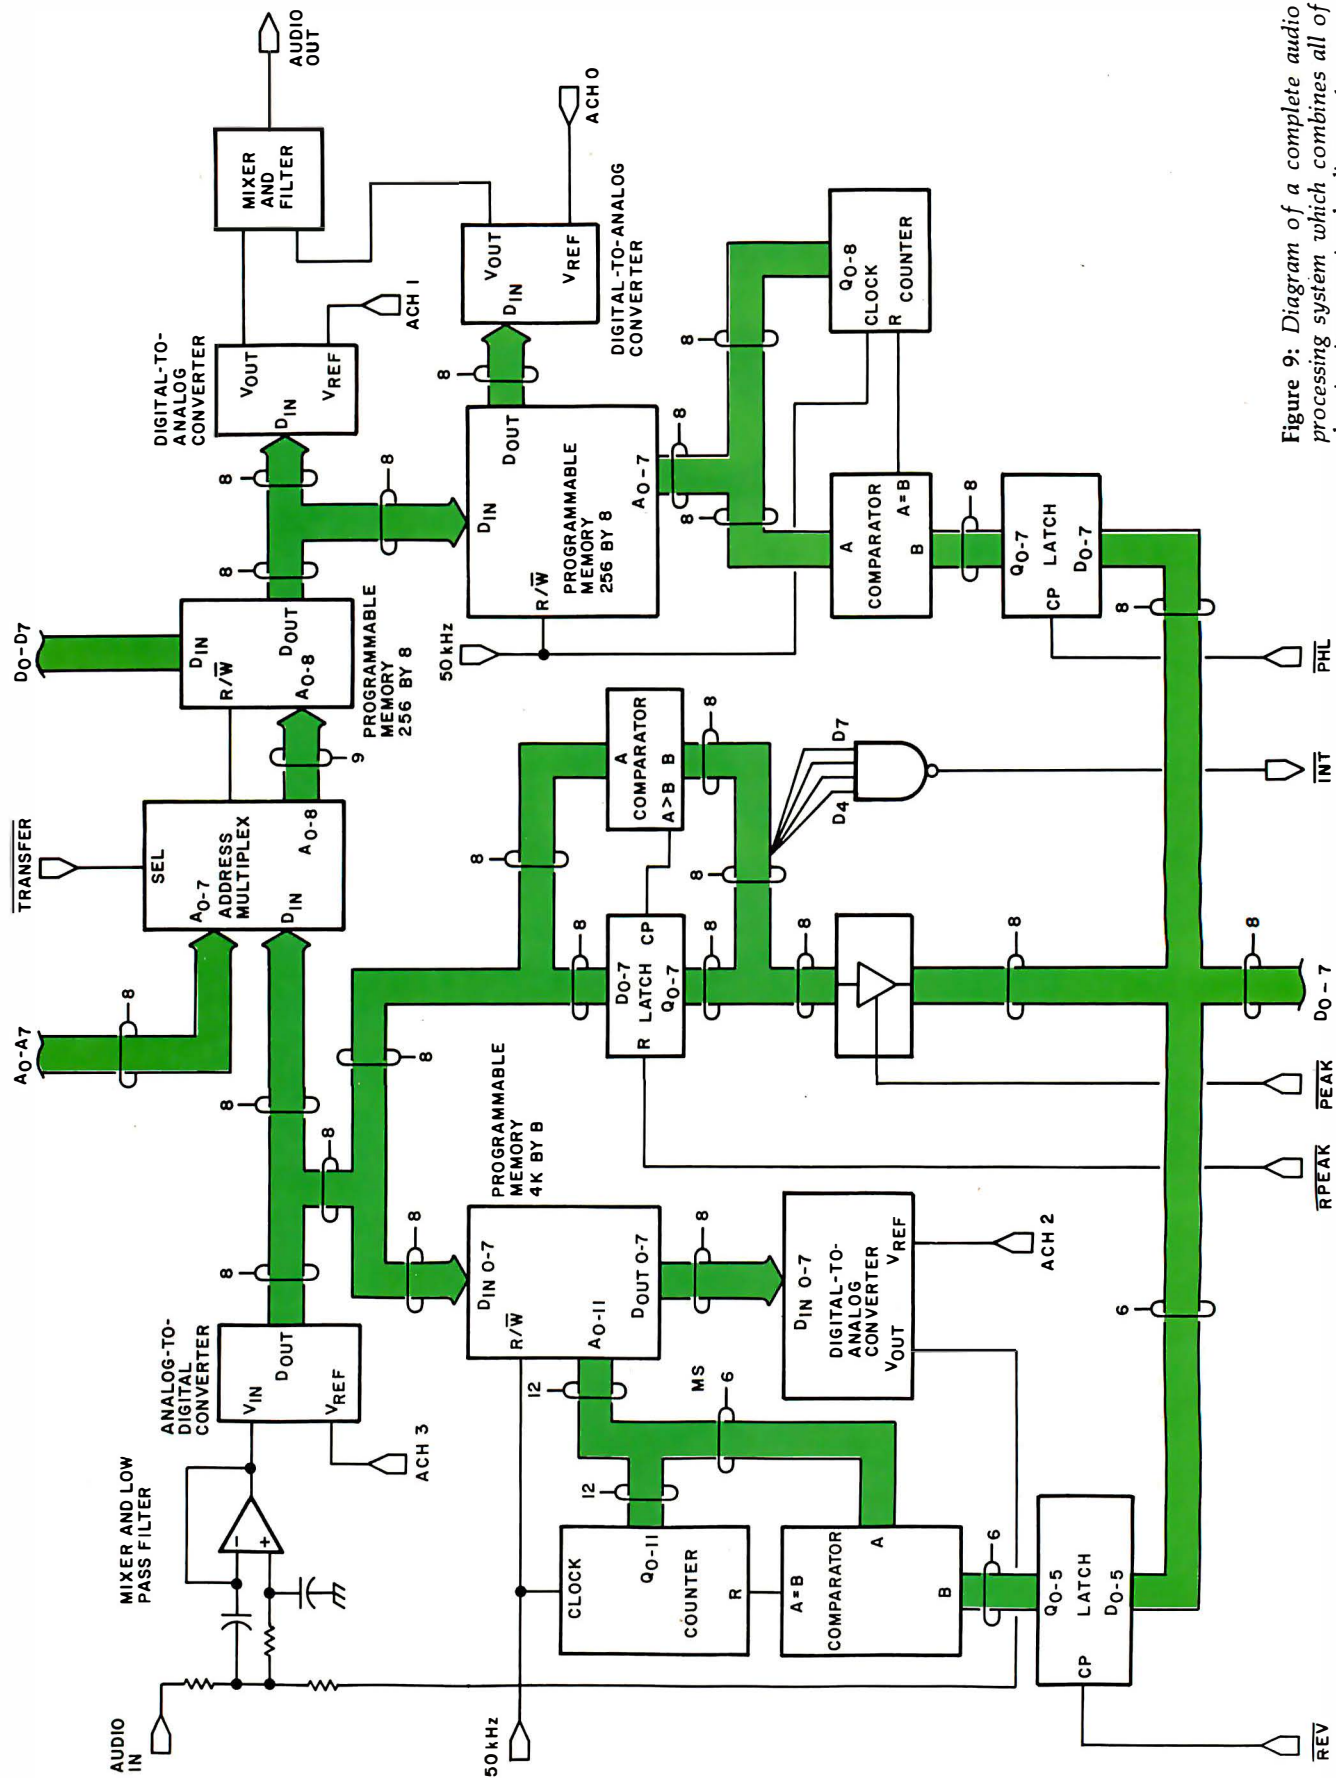 AUDIO
IN
MIXER AND LOW
PASS FILTER
ANALOG-TO-
DIGITAL
CONVERTER
VIN
DOUT
VREF
ACH 3
8
8
8
A0-A7
8
TRANSFER
SEL
A0-7
ADDRESS
MULTIPLEX
DIN
A0-8
9
D0-D7
DIN
R/W
DOUT
A0-8
PROGRAMMABLE
MEMORY
256 BY 8
8
8
8
DIGITAL-TO-
ANALOG
CONVERTER
VOUT
DIN
VREF
ACH 1
MIXER
AND
FILTER
AUDIO
OUT
50kHz
CLOCK
Q0-11
COUNTER
R
12
12
MS
6
A=B
COMPARATOR
A
B
6
Q0-5
LATCH
D0-5
CP
REV
PROGRAMMABLE
MEMORY
4K BY B
8
DIN 0-7
R/W
A0-11
DOUT 0-7
8
DIN 0-7
DIGITAL-TO-
ANALOG
CONVERTER
VOUT
VREF
ACH 2
6
8
8
8
D0-7
R LATCH CP
Q0-7
8
8
8
A
COMPARATOR
A>B B
8
D7
D4
INT
8
8
D0-7
RPEAK
PEAK
50kHz
DIN
R/W
DOUT
PROGRAMMABLE
MEMORY
256 BY 8
A0-7
8
DIGITAL-TO-ANALOG
CONVERTER
VOUT
DIN
VREF
ACH 0
8
8
8
Q0-8
CLOCK
R
COUNTER
A
COMPARATOR
A=B
B
8
Q0-7
CP LATCH
D0-7
8
PHL
Figure 9: Diagram of a complete audio
processing system which combines all of